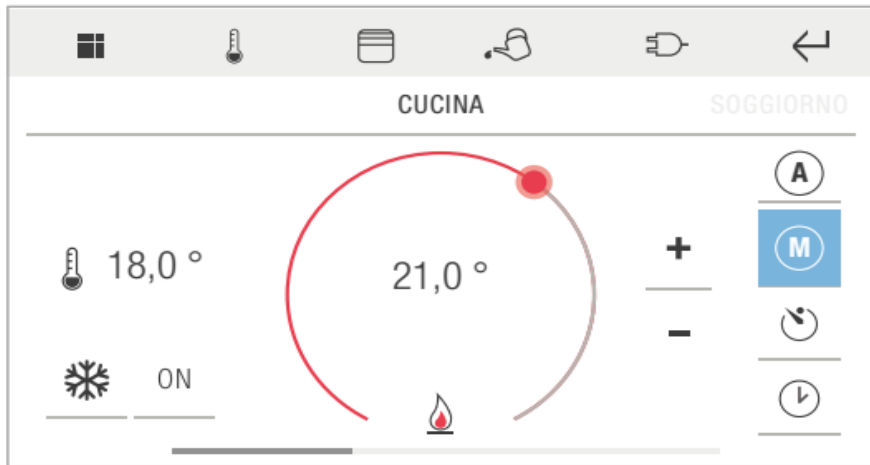 CUCINA SOGGIORNO
A
18,0 °
21,0 °
+
M
−
ON